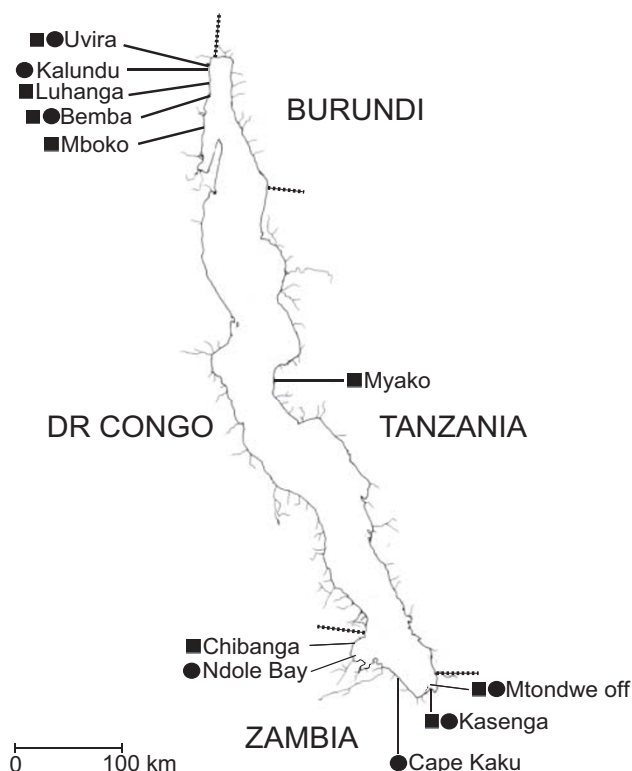 Uvira
Kalundu
Luhanga
Bemba
Mboko
BURUNDI
Myako
DR CONGO
TANZANIA
Chibanga
Ndole Bay
Mtondwe off
Kasenga
ZAMBIA
Cape Kaku
0 100 km